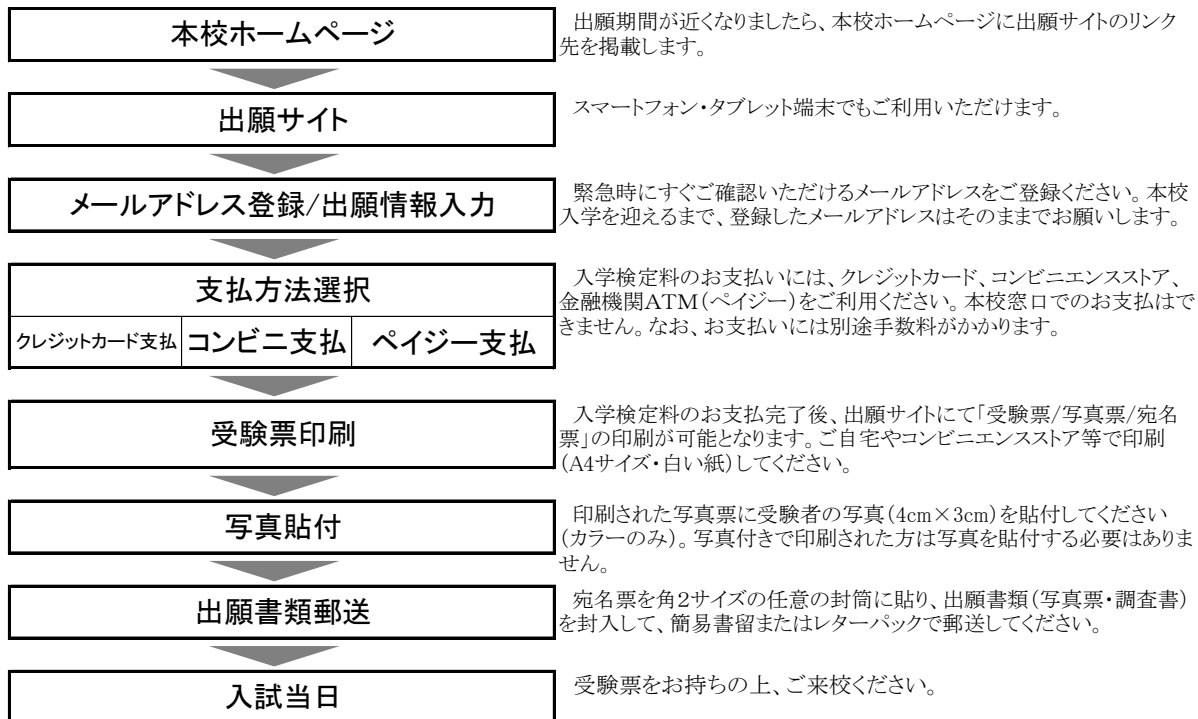 本校ホームページ
出願期間が近くなりましたら、本校ホームページに出願サイトのリンク
先を掲載します。
出願サイト
スマートフォン・タブレット端末でもご利用いただけます。
メールアドレス登録/出願情報入力
緊急時にすぐご確認いただけるメールアドレスをご登録ください。本校
入学を迎えるまで、登録したメールアドレスはそのままでお願いします。
支払方法選択
クレジットカード支払 コンビニ支払 ペイジー支払
入学検定料のお支払いには、クレジットカード、コンビニエンスストア、
金融機関ATM(ペイジー)をご利用ください。本校窓口でのお支払はで
きません。なお、お支払いには別途手数料がかかります。
受験票印刷
入学検定料のお支払完了後、出願サイトにて「受験票/写真票/宛名
票」の印刷が可能となります。ご自宅やコンビニエンスストア等で印刷
(A4サイズ・白い紙)してください。
写真貼付
印刷された写真票に受験者の写真(4cm×3cm)を貼付してください
(カラーのみ)。写真付きで印刷された方は写真を貼付する必要はありま
せん。
出願書類郵送
宛名票を角2サイズの任意の封筒に貼り、出願書類(写真票・調査書)
を封入して、簡易書留またはレターパックで郵送してください。
入試当日
受験票をお持ちの上、ご来校ください。